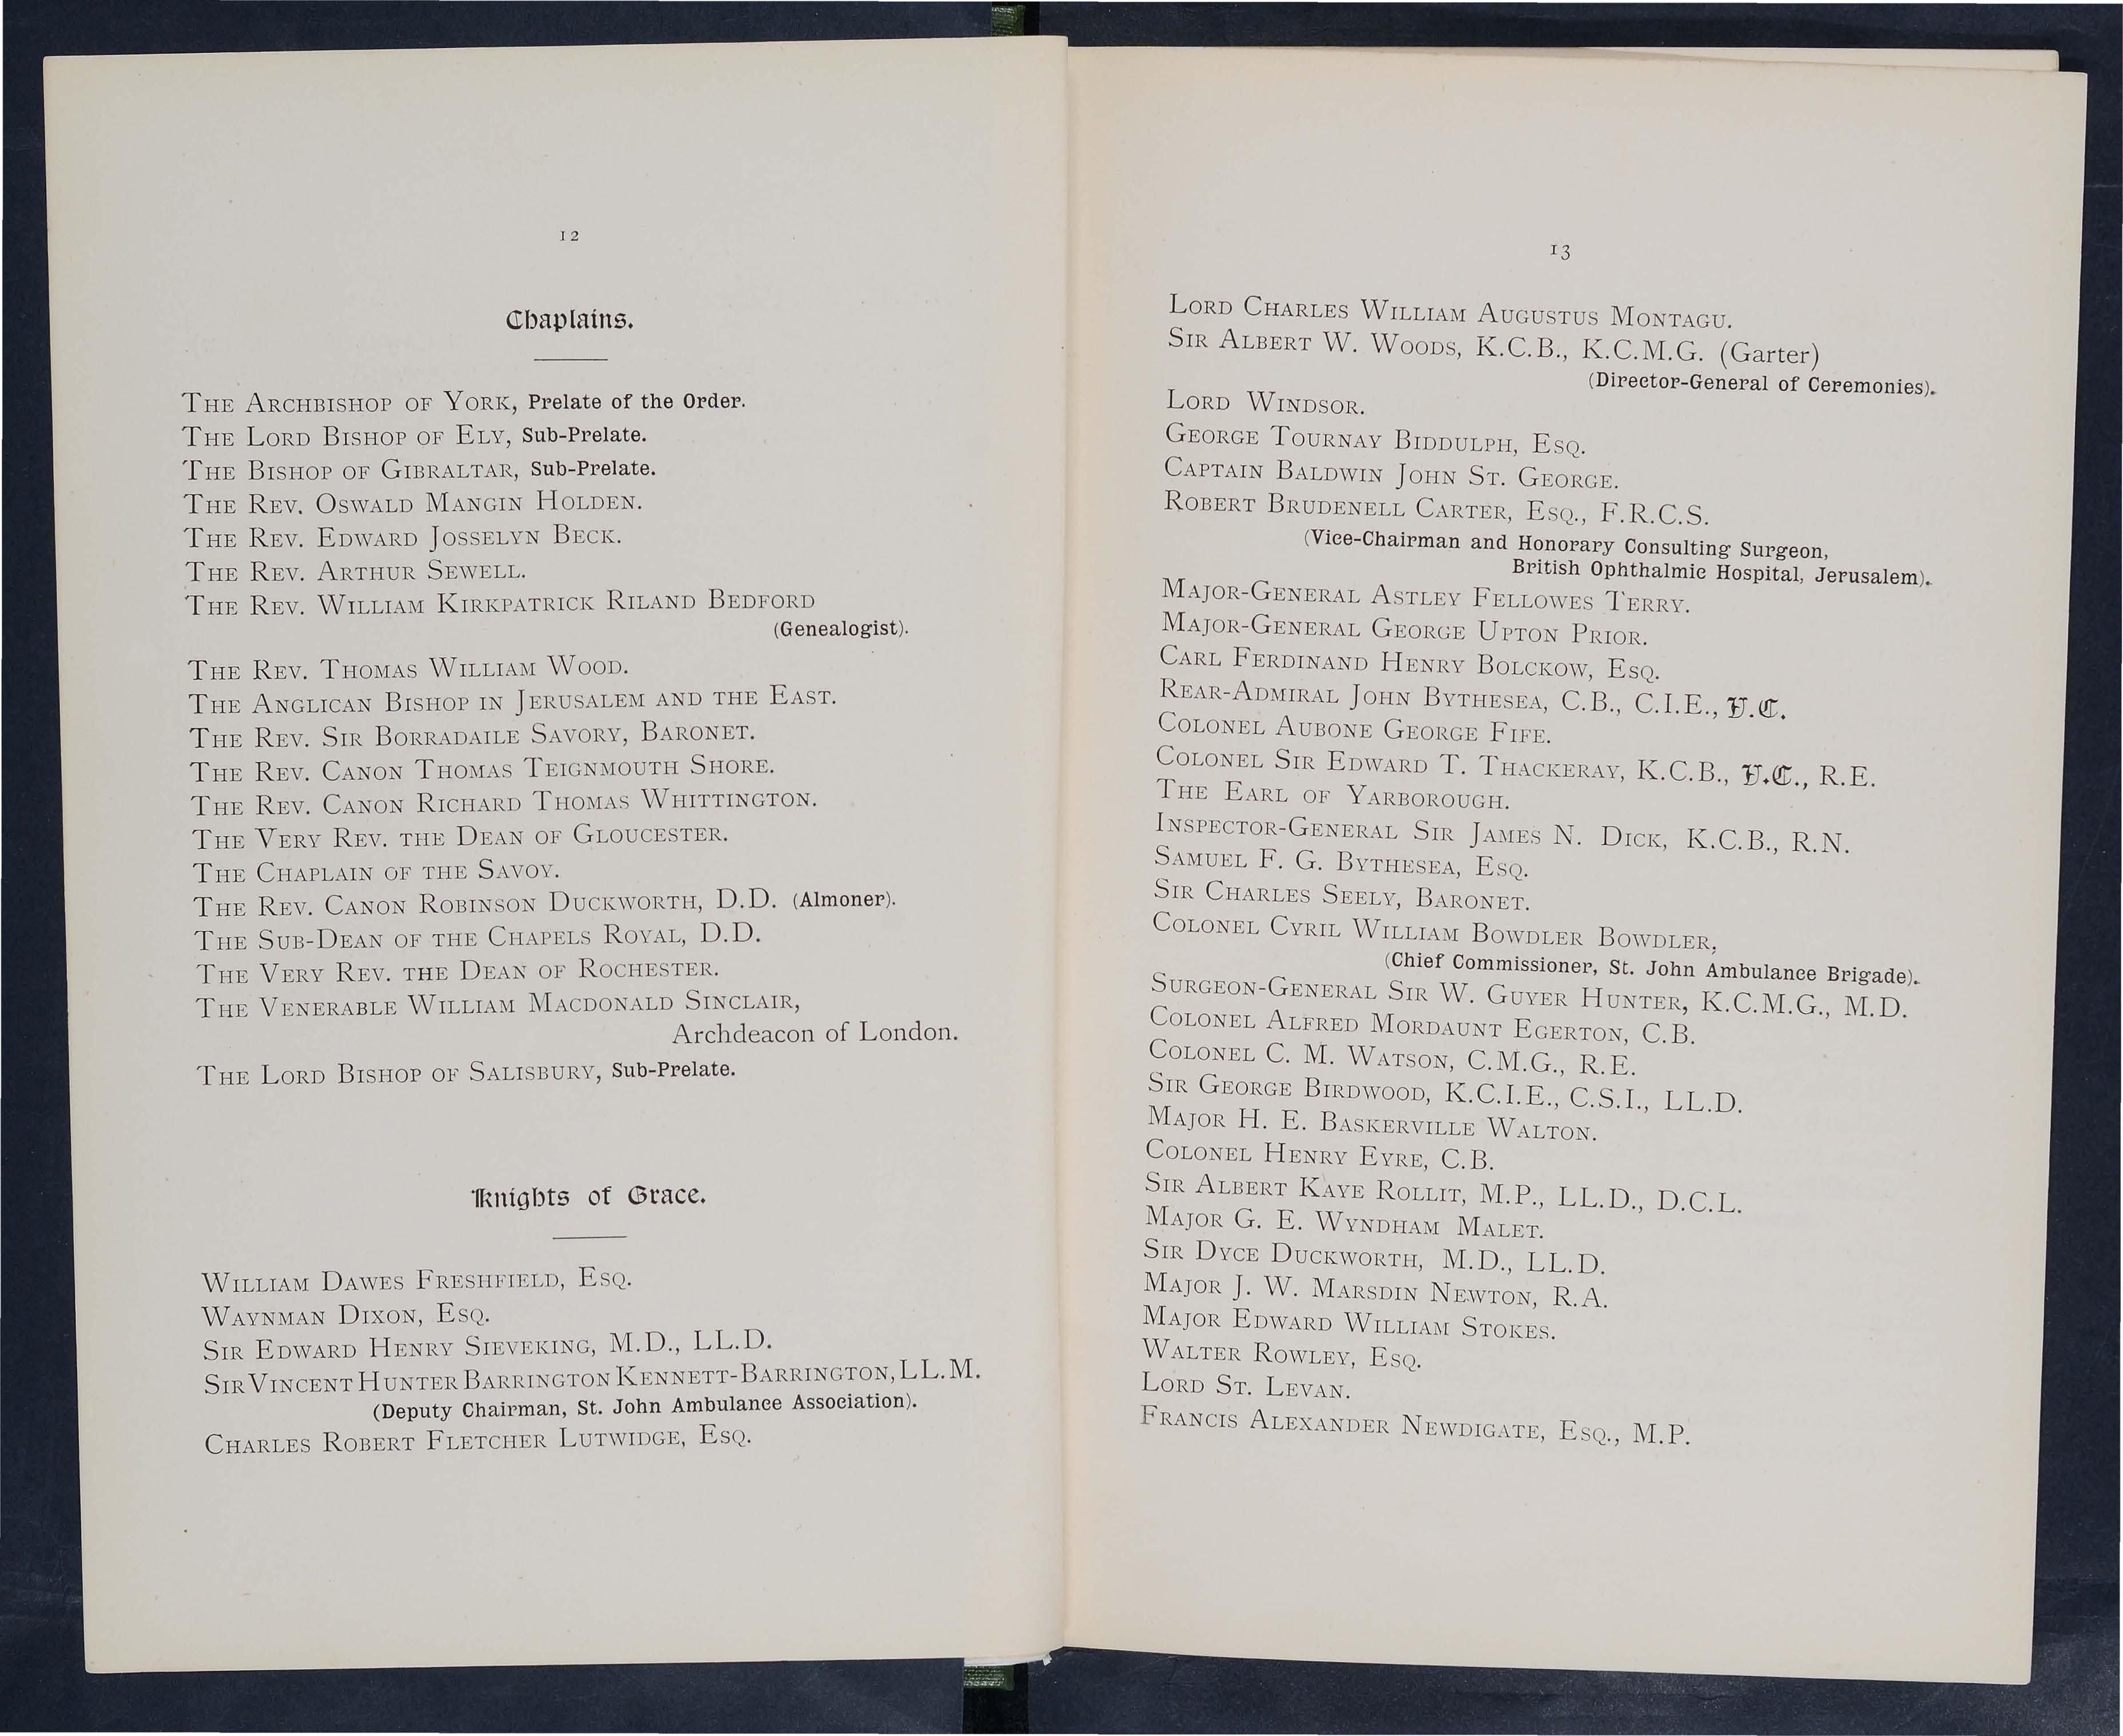 12
Chaplains.
THE ARCHBISHOP OF YORK, Prelate of the Order.
THE LORD BISHOP OF ELY, Sub-Prelate.
THE BISHOP OF GIBRALTAR, Sub-Prelate.
THE REV. OSWALD MANGIN HOLDEN.
THE REV. EDWARD JOSSELYN BECK.
THE REV. ARTHUR SEWELL.
THE REV. WILLIAM KIRKPATRICK RILAND BEDFORD
(Genealogist).
THE REV. THOMAS WILLIAM WOOD.
THE ANGLICAN BISHOP IN JERUSALEM AND THE EAST.
THE REV. SIR BORRADAILE SAVORY, BARONET.
THE REV. CANON THOMAS TEIGNMOUTH SHORE.
THE REV. CANON RICHARD THOMAS WHITTINGTON.
THE VERY REV. THE DEAN OF GLOUCESTER.
THE CHAPLAIN OF THE SAVOY.
THE REV. CANON ROBINSON DUCKWORTH, D.D. (Almoner).
THE SUB-DEAN OF THE CHAPELS ROYAL, D.D.
THE VERY REV. THE DEAN OF ROCHESTER.
THE VENERABLE WILLIAM MACDONALD SINCLAIR,
Archdeacon of London.
THE LORD BISHOP OF SALISBURY, Sub-Prelate.
Knights of Grace.
WILLIAM DAWES FRESHFIELD, ESQ.
WAYNMAN DIXON, ESQ.
SIR EDWARD HENRY SIEVEKING, M.D., LL.D.
SIR VINCENT HUNTER BARRINGTON KENNETT-BARRINGTON, LL.M.
(Deputy Chairman, St. John Ambulance Association).
CHARLES ROBERT FLETCHER LUTWIDGE, ESQ.
13
LORD CHARLES WILLIAM AUGUSTUS MONTAGU.
SIR ALBERT W. WOODS, K.C.B., K.C.M.G. (Garter)
(Director-General of Ceremonies).
LORD WINDSOR.
GEORGE TOURNAY BIDDULPH, ESQ.
CAPTAIN BALDWIN JOHN ST. GEORGE.
ROBERT BRUDENELL CARTER, ESQ., F.R.C.S.
(Vice-Chairman and Honorary Consulting Surgeon,
British Ophthalmic Hospital, Jerusalem).
MAJOR-GENERAL ASTLEY FELLOWES TERRY.
MAJOR-GENERAL GEORGE UPTON PRIOR.
CARL FERDINAND HENRY BOLCKOW, ESQ.
REAR-ADMIRAL JOHN BYTHESEA, C.B., C.I.E., V.C.
COLONEL AUBONE GEORGE FIFE.
COLONEL SIR EDWARD T. THACKERAY, K.C.B., V.C., R.E.
THE EARL OF YARBOROUGH.
INSPECTOR-GENERAL SIR JAMES N. DICK, K.C.B., R.N.
SAMUEL F. G. BYTHESEA, ESQ.
SIR CHARLES SEELY, BARONET.
COLONEL CYRIL WILLIAM BOWDLER BOWDLER,
(Chief Commissioner, St. John Ambulance Brigade).
SURGEON-GENERAL SIR W. GUYER HUNTER, K.C.M.G., M.D.
COLONEL ALFRED MORDAUNT EGERTON, C.B.
COLONEL C. M. WATSON, C.M.G., R.E.
SIR GEORGE BIRDWOOD, K.C.I.E., C.S.I., LL.D.
MAJOR H. E. BASKERVILLE WALTON.
COLONEL HENRY EYRE, C.B.
SIR ALBERT KAYE ROLLIT, M.P., LL.D., D.C.L.
MAJOR G. E. WYNDHAM MALET.
SIR DYCE DUCKWORTH, M.D., LL.D.
MAJOR J. W. MARSDIN NEWTON, R.A.
MAJOR EDWARD WILLIAM STOKES.
WALTER ROWLEY, ESQ.
LORD ST. LEVAN.
FRANCIS ALEXANDER NEWDIGATE, ESQ., M.P.